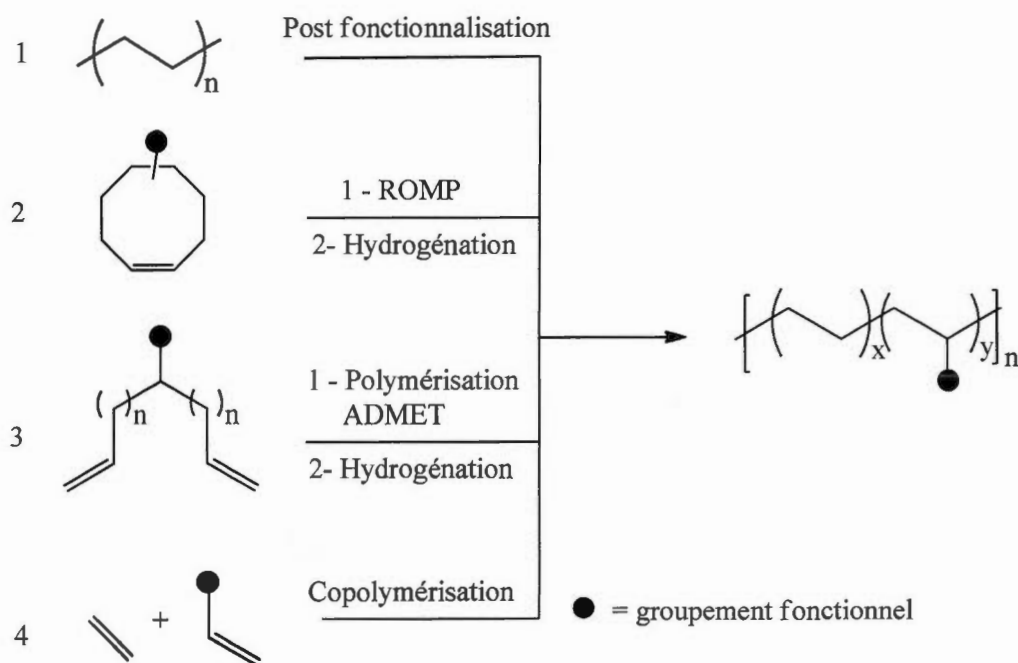 1
n
Post fonctionnalisation
2
1 - ROMP
2- Hydrogénation
3
n
n
1 - Polymérisation
ADMET
2- Hydrogénation
4
+
Copolymérisation
x
y
n
= groupement fonctionnel